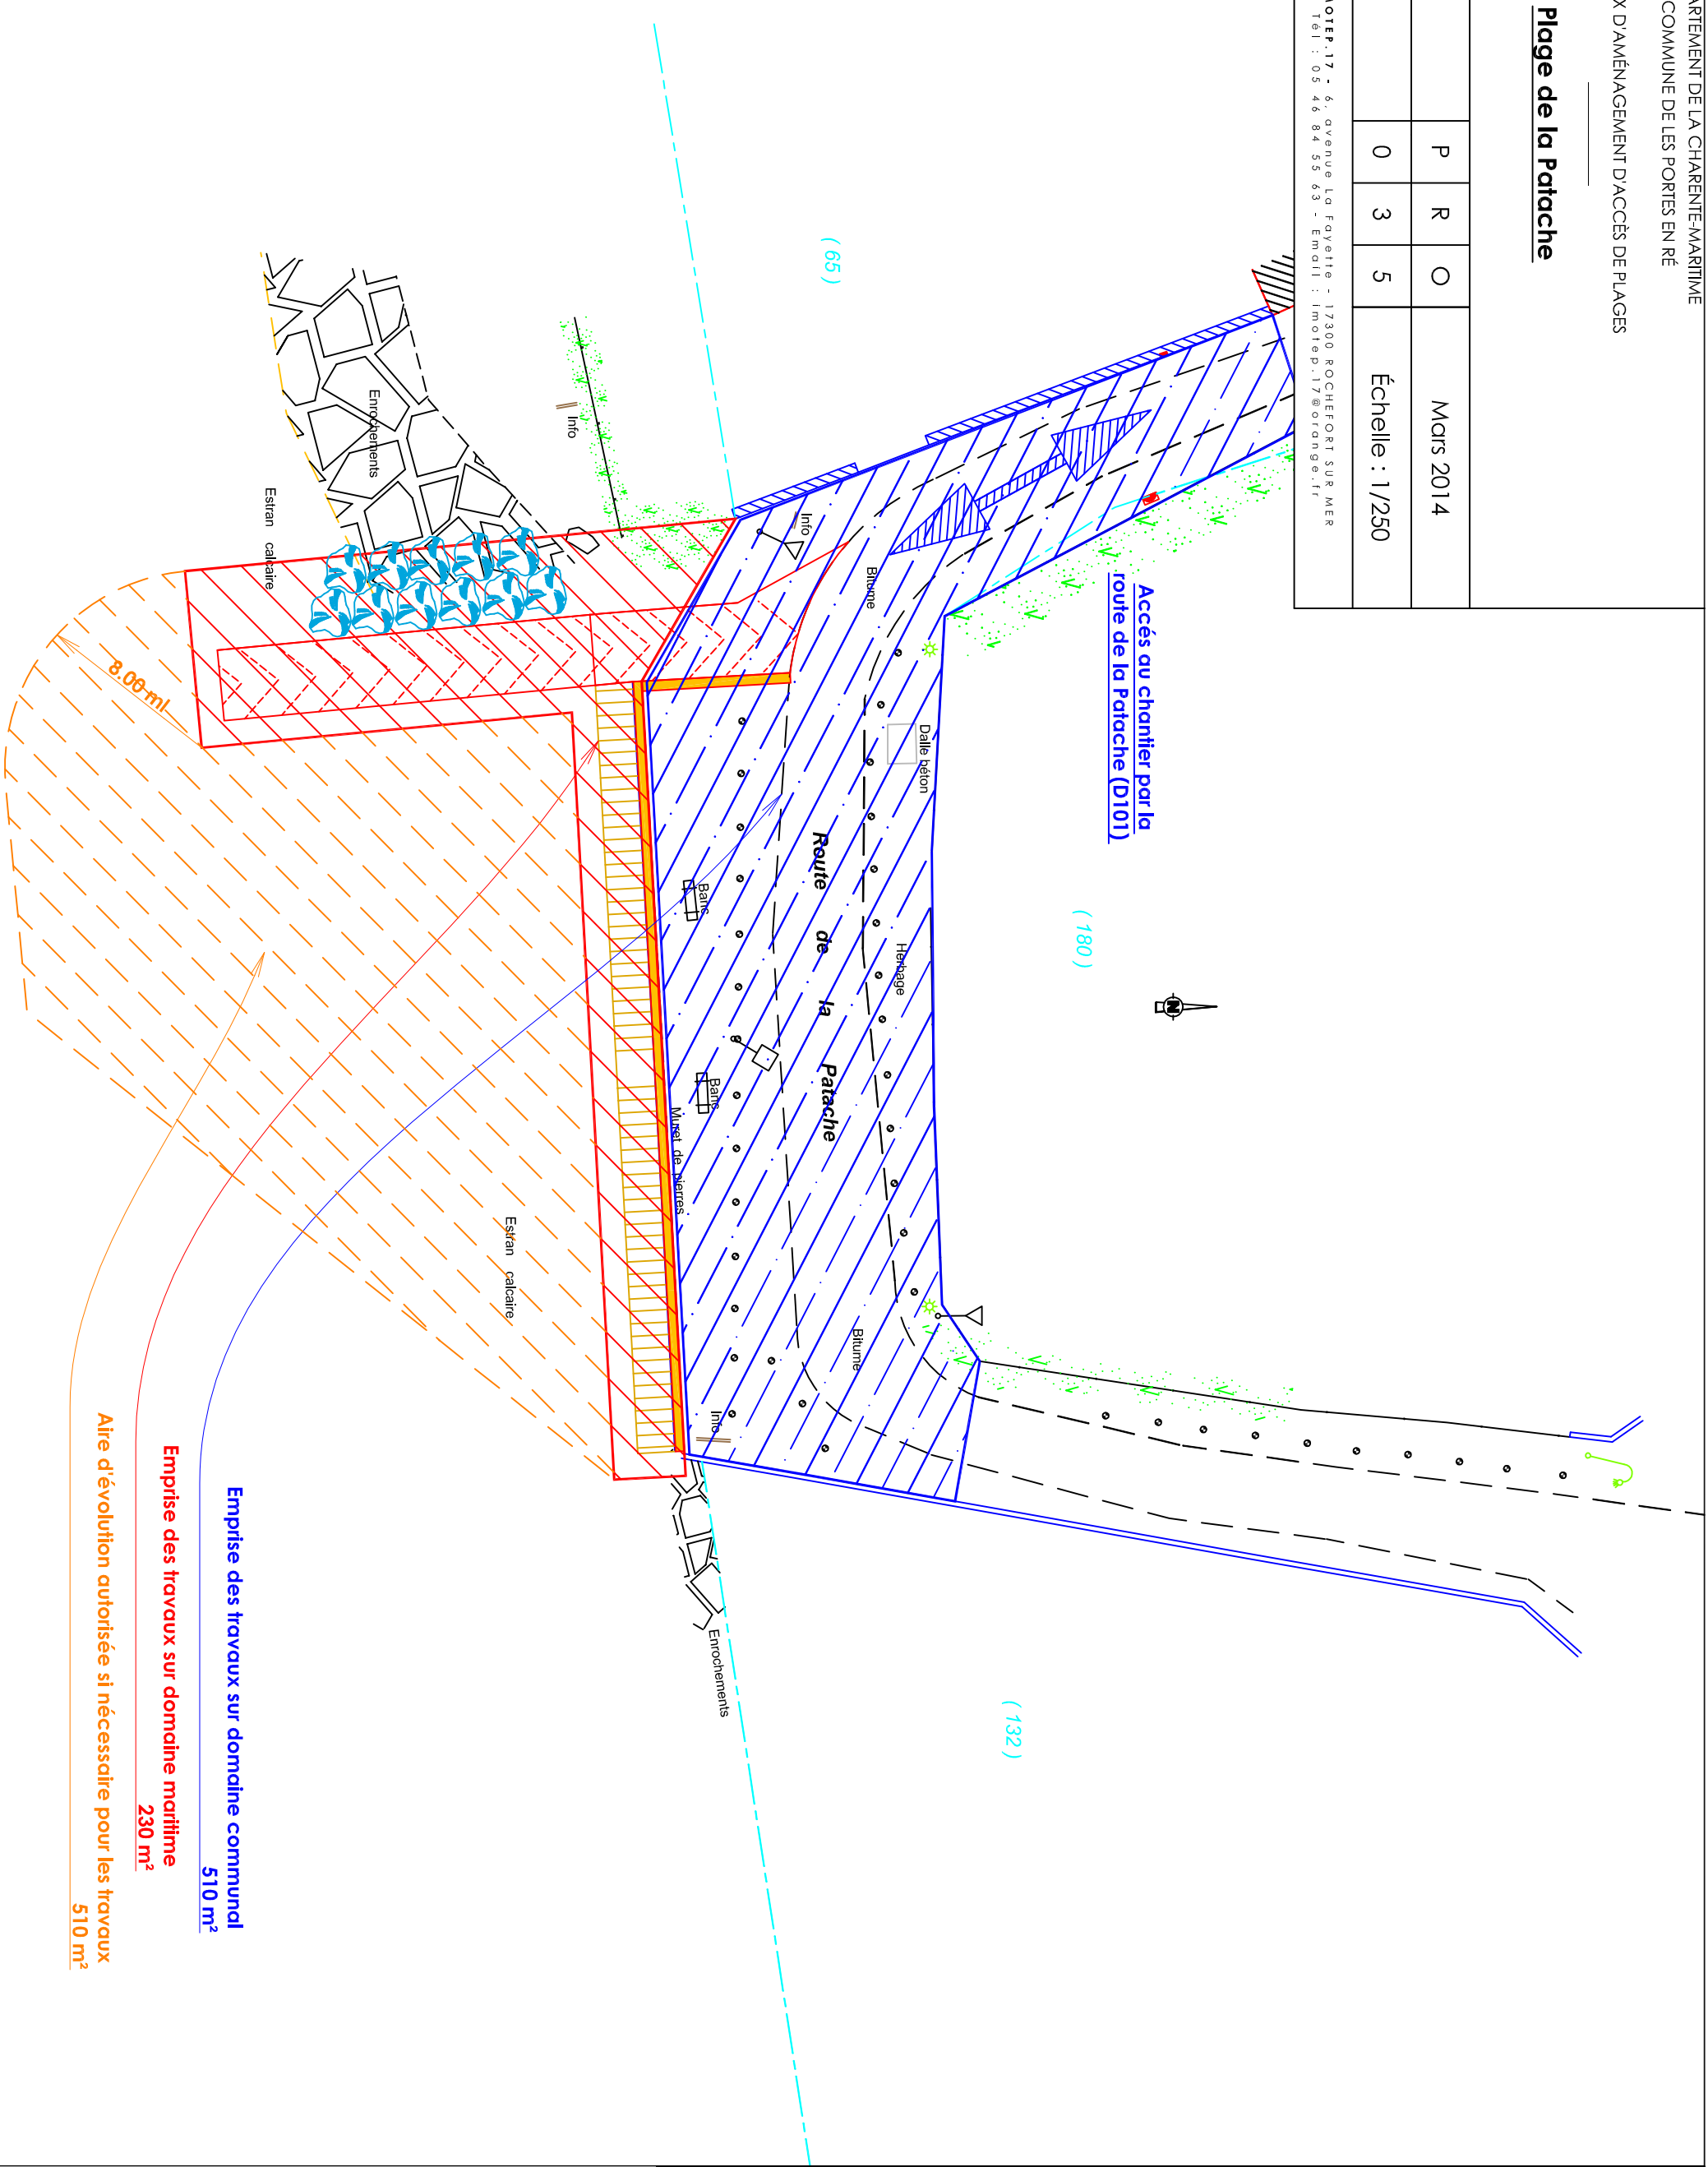 ARTEMENT DE LA CHARENTE-MARITIME
COMMUNE DE LES PORTES EN RÉ
X D'AMÉNAGEMENT D'ACCÈS DE PLAGES
Plage de la Patache
P R O
Mars 2014
0 3 5
Échelle : 1/250
MOTEP.17 - 6, avenue La Fayette - 17300 ROCHEFORT SUR MER
Tél : 05 46 84 55 63 - Email : imotep.17@orange.fr
Accés au chantier par la
route de la Patache (D101)
( 180 )
N
( 132 )
( 65 )
Info
Bitume
Dalle béton
Herbage
Route de la Patache
Bitume
Info
Banc
Banc
Muret de pierres
Info
Enrochements
Enrochements
Estran calcaire
Estran calcaire
8.00 ml
Emprise des travaux sur domaine communal
510 m²
Emprise des travaux sur domaine maritime
230 m²
Aire d'évolution autorisée si nécessaire pour les travaux
510 m²